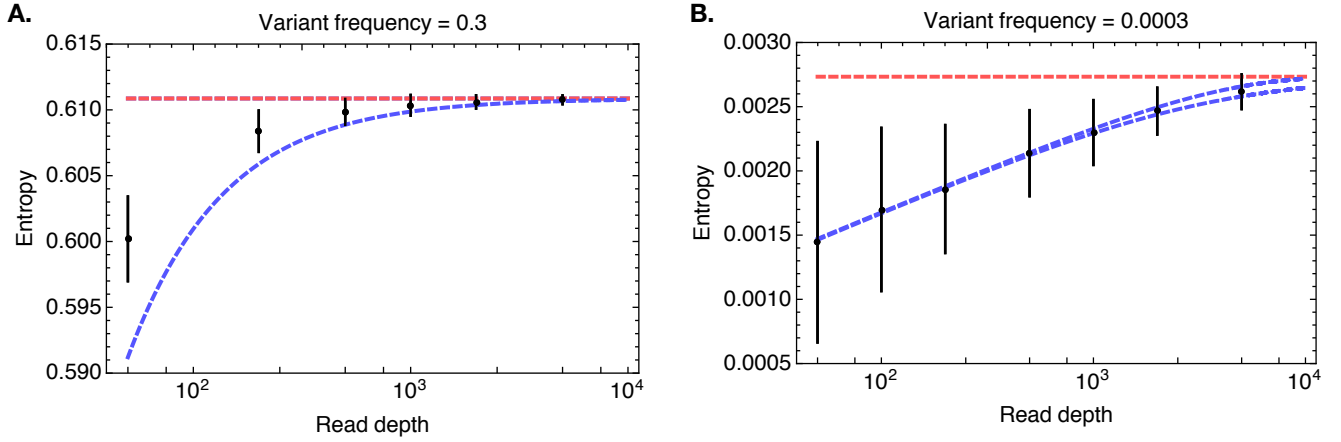 A.
Variant frequency = 0.3
0.615
0.610
0.605
0.600
0.595
0.590
Entropy
10²
10³
10⁴
Read depth
B.
Variant frequency = 0.0003
0.0030
0.0025
0.0020
0.0015
0.0010
0.0005
Entropy
10²
10³
10⁴
Read depth